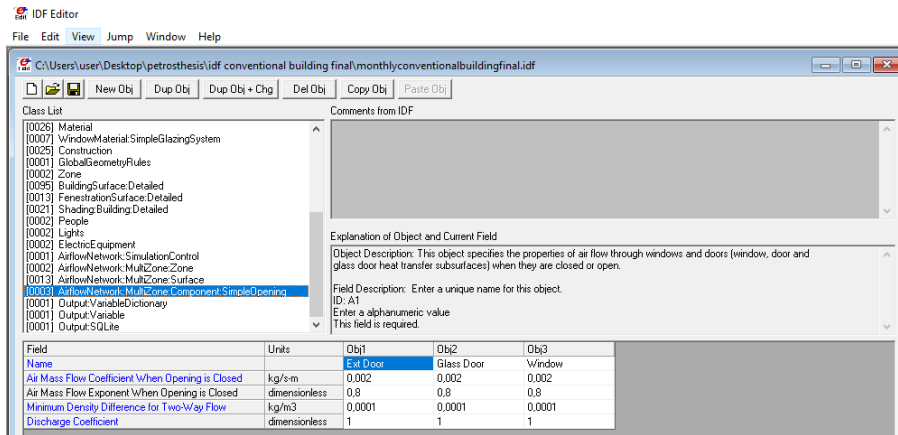 IDF Editor
File Edit View Jump Window Help
C:\Users\user\Desktop\petrosthesis\idf conventional building final\monthlyconventionalbuildingfinal.idf
New Obj Dup Obj Dup Obj + Chg Del Obj Copy Obj Paste Obj
Class List
Comments from IDF
[0026] Material
[0007] WindowMaterial:SimpleGlazingSystem
[0025] Construction
[0001] GlobalGeometryRules
[0002] Zone
[0095] BuildingSurface:Detailed
[0013] FenestrationSurface:Detailed
[0021] Shading:Building:Detailed
[0002] People
[0002] Lights
[0002] ElectricEquipment
[0001] AirflowNetwork:SimulationControl
[0002] AirflowNetwork:MultiZone:Zone
[0013] AirflowNetwork:MultiZone:Surface
[0003] AirflowNetwork:MultiZone:Component:SimpleOpening
[0001] Output:VariableDictionary
[0001] Output:Variable
[0001] Output:SQLite
Explanation of Object and Current Field
Object Description: This object specifies the properties of air flow through windows and doors (window, door and
glass door heat transfer subsurfaces) when they are closed or open.
Field Description: Enter a unique name for this object.
ID: A1
Enter a alphanumeric value
This field is required.
Field Units Obj1 Obj2 Obj3
Name Ext Door Glass Door Window
Air Mass Flow Coefficient When Opening is Closed kg/s-m 0,002 0,002 0,002
Air Mass Flow Exponent When Opening is Closed dimensionless 0,8 0,8 0,8
Minimum Density Difference for Two-Way Flow kg/m3 0,0001 0,0001 0,0001
Discharge Coefficient dimensionless 1 1 1